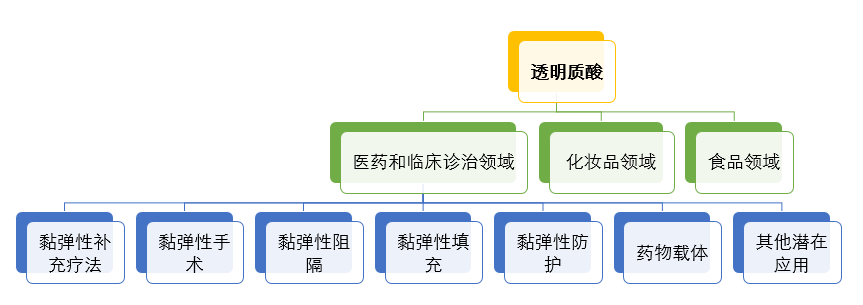 透明质酸
医药和临床诊治领域
化妆品领域
食品领域
黏弹性补
充疗法
黏弹性手
术
黏弹性阻
隔
黏弹性填
充
黏弹性防
护
药物载体
其他潜在
应用